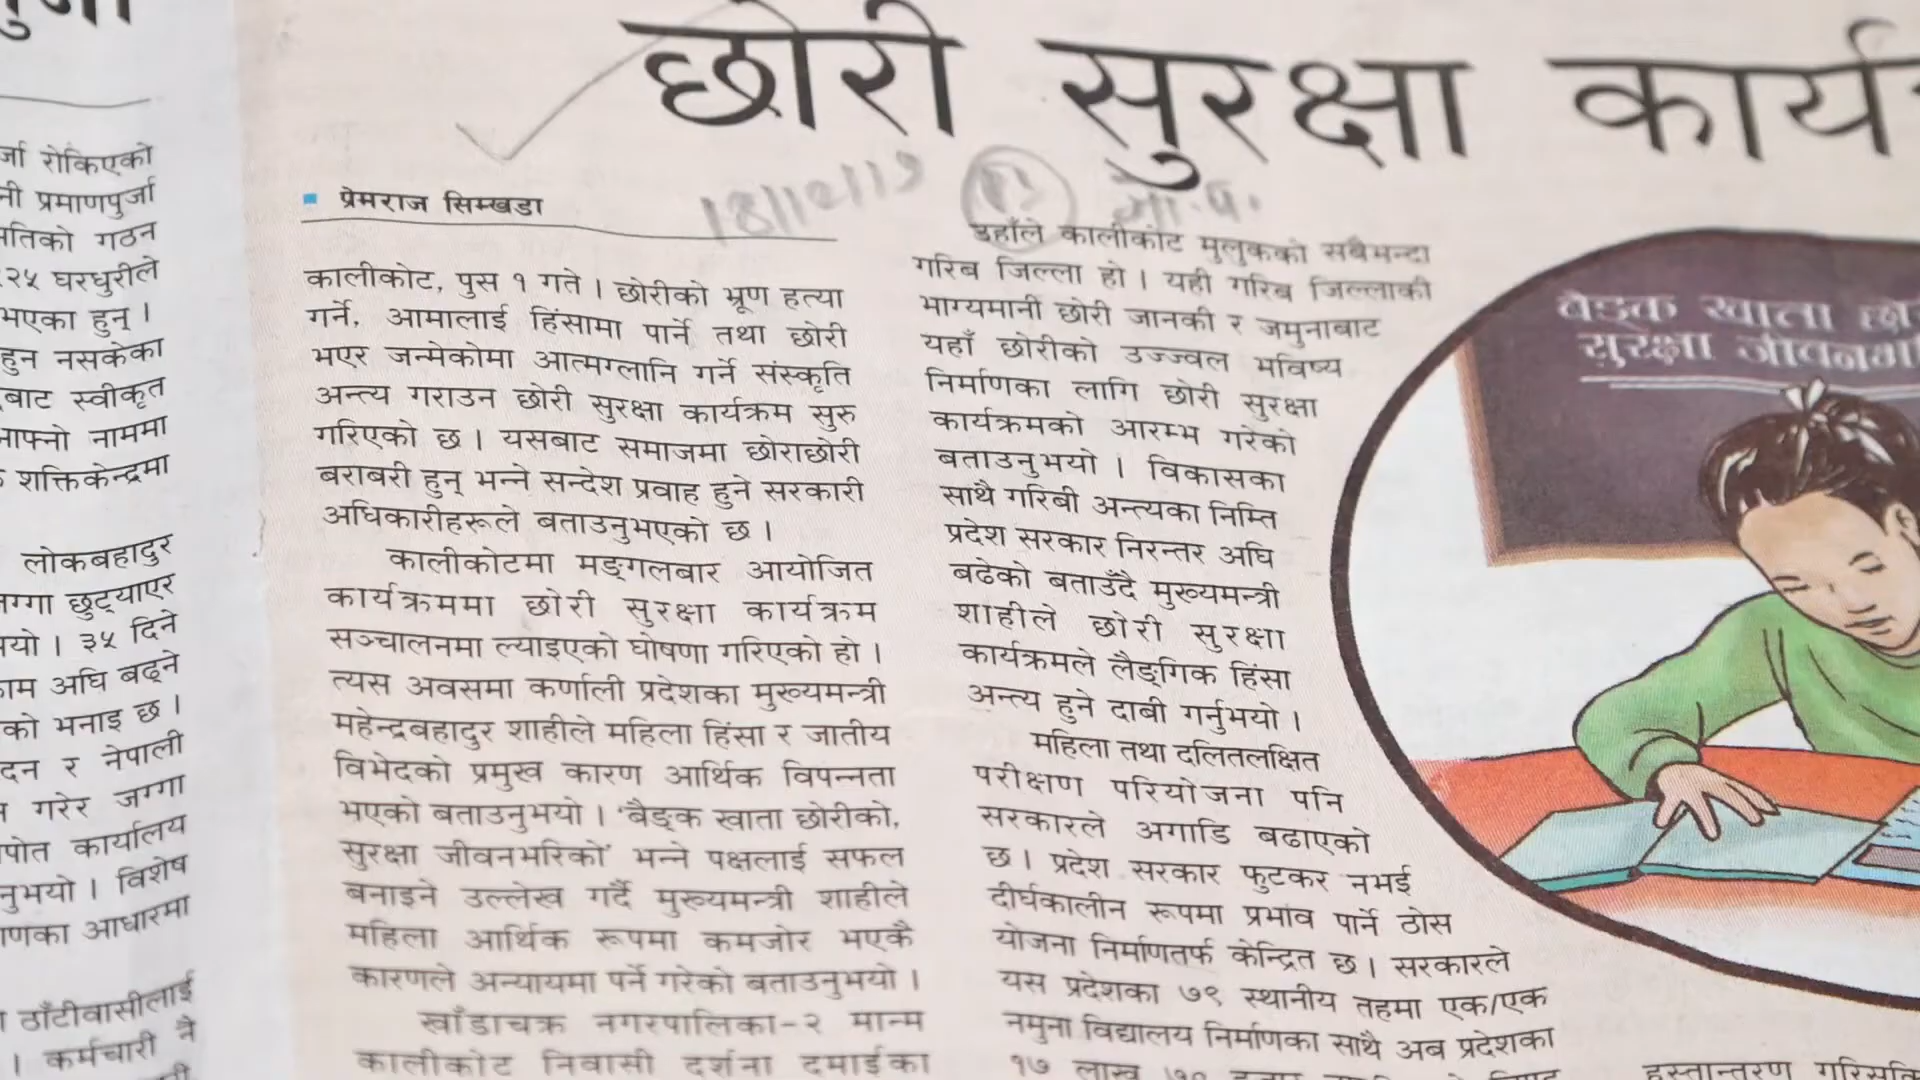 छोरी सुरक्षा
र्जा रोकिएको
नी प्रमाणपुर्जा
गठन
२५ घरधुरीले
भएका हुन् ।
हुन नसकेका
बाट स्वीकृत
नाममा
शक्तिकेन्द्रमा
लोकबहादुर
छुट्याएर
। ३५ दिने
अघि बढ्ने
को भनाइ छ ।
र नेपाली
गरेर जग्गा
कार्यालय
। विशेष
आधारमा
ठाँटीवासीलाई
। कर्मचारी नै
प्रेमराज सिम्खडा
18/12/19
कालीकोट, पुस १ गते । छोरीको भ्रूण हत्या
गर्ने, आमालाई हिंसामा पार्ने तथा छोरी
भएर जन्मेकोमा आत्मग्लानि गर्ने संस्कृति
अन्त्य गराउन छोरी सुरक्षा कार्यक्रम सुरु
गरिएको छ । यसबाट समाजमा छोराछोरी
बराबरी हुन् भन्ने सन्देश प्रवाह हुने सरकारी
अधिकारीहरूले बताउनुभएको छ ।
कालीकोटमा मङ्गलबार आयोजित
कार्यक्रममा छोरी सुरक्षा कार्यक्रम
सञ्चालनमा ल्याइएको घोषणा गरिएको हो ।
त्यस अवसमा कर्णाली प्रदेशका मुख्यमन्त्री
महेन्द्रबहादुर शाहीले महिला हिंसा र जातीय
विभेदको प्रमुख कारण आर्थिक विपन्नता
भएको बताउनुभयो । ‘बैङ्क खाता छोरीको,
सुरक्षा जीवनभरिको’ भन्ने पक्षलाई सफल
बनाइने उल्लेख गर्दै मुख्यमन्त्री शाहीले
महिला आर्थिक रूपमा कमजोर भएकै
कारणले अन्यायमा पर्ने गरेको बताउनुभयो ।
खाँडाचक्र नगरपालिका-२ मान्म
कालीकोट निवासी दर्शना दमाईका
उहाँले कालीकोट मुलुकको सबैभन्दा
गरिब जिल्ला हो । यही गरिब जिल्लाकी
भाग्यमानी छोरी जानकी र जमुनाबाट
यहाँ छोरीको उज्ज्वल भविष्य
निर्माणका लागि छोरी सुरक्षा
कार्यक्रमको आरम्भ गरेको
बताउनुभयो । विकासका
साथै गरिबी अन्त्यका निम्ति
प्रदेश सरकार निरन्तर अघि
बढेको बताउँदै मुख्यमन्त्री
शाहीले छोरी सुरक्षा
कार्यक्रमले लैङ्गिक हिंसा
अन्त्य हुने दाबी गर्नुभयो ।
महिला तथा दलितलक्षित
परीक्षण परियोजना पनि
सरकारले अगाडि बढाएको
छ । प्रदेश सरकार फुटकर नभई
दीर्घकालीन रूपमा प्रभाव पार्ने ठोस
योजना निर्माणतर्फ केन्द्रित छ । सरकारले
यस प्रदेशका ७९ स्थानीय तहमा एक/एक
नमुना विद्यालय निर्माणका साथै अब प्रदेशका
१७ लाख
बैङ्क खाता
सुरक्षा
हस्तान्तरण